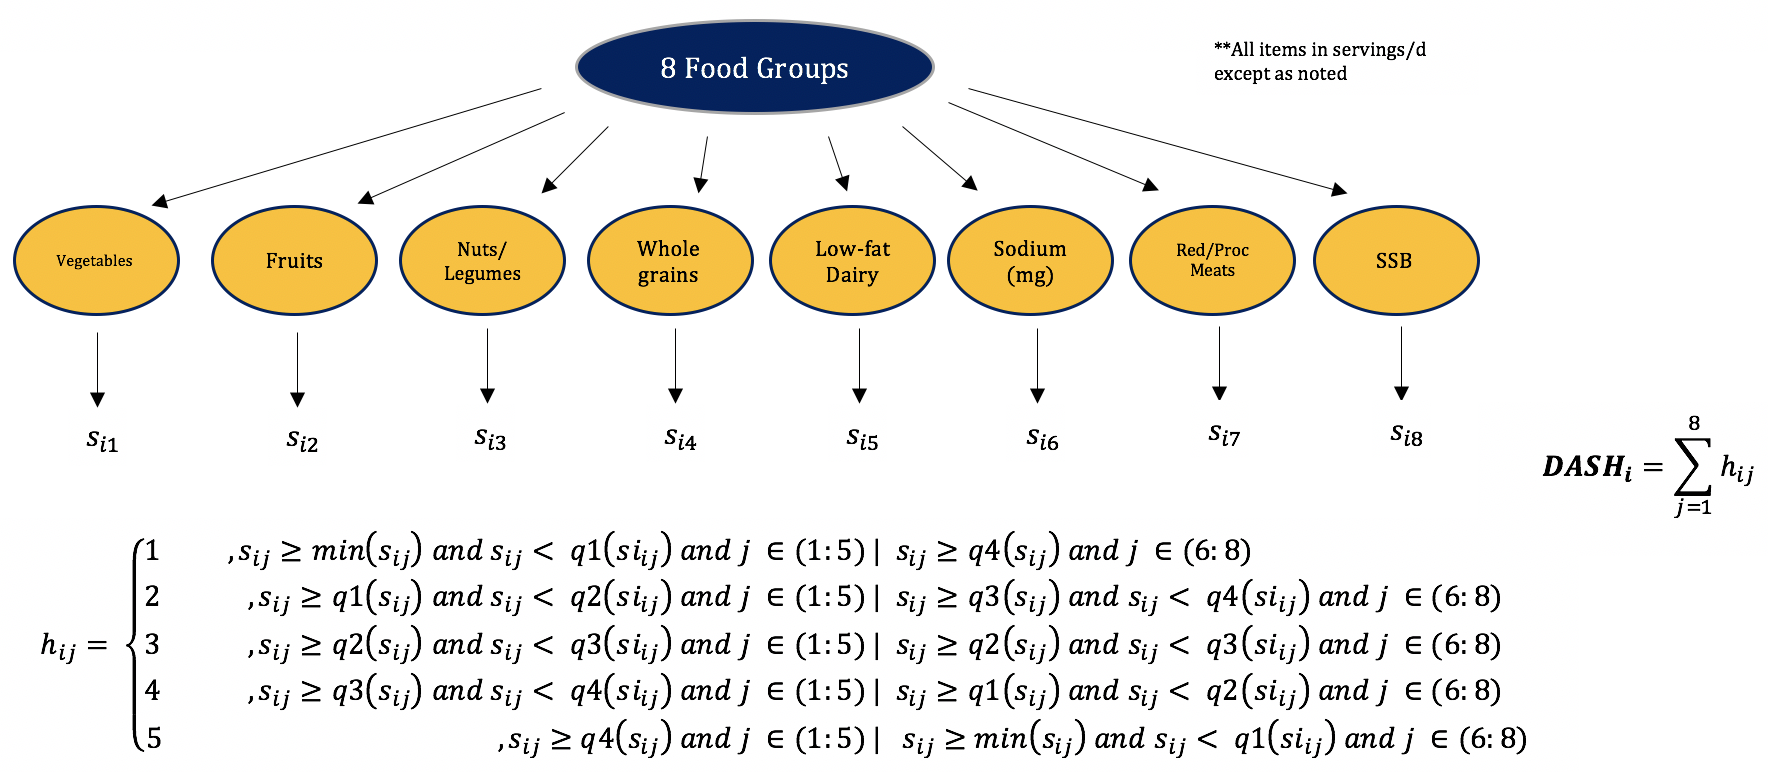 8 Food Groups
**All items in servings/d
except as noted
Vegetables
Fruits
Nuts/
Legumes
Whole
grains
Low-fat
Dairy
Sodium
(mg)
Red/Proc
Meats
SSB
s_{i1}
s_{i2}
s_{i3}
s_{i4}
s_{i5}
s_{i6}
s_{i7}
s_{i8}
DASH_i = \sum_{j=1}^{8} h_{ij}
h_{ij} =
1 , s_{ij} ≥ min(s_{ij}) and s_{ij} < q1(si_{ij}) and j ∈ (1:5) | s_{ij} ≥ q4(s_{ij}) and j ∈ (6:8)
2 , s_{ij} ≥ q1(s_{ij}) and s_{ij} < q2(si_{ij}) and j ∈ (1:5) | s_{ij} ≥ q3(s_{ij}) and s_{ij} < q4(si_{ij}) and j ∈ (6:8)
3 , s_{ij} ≥ q2(s_{ij}) and s_{ij} < q3(si_{ij}) and j ∈ (1:5) | s_{ij} ≥ q2(s_{ij}) and s_{ij} < q3(si_{ij}) and j ∈ (6:8)
4 , s_{ij} ≥ q3(s_{ij}) and s_{ij} < q4(si_{ij}) and j ∈ (1:5) | s_{ij} ≥ q1(s_{ij}) and s_{ij} < q2(si_{ij}) and j ∈ (6:8)
5 , s_{ij} ≥ q4(s_{ij}) and j ∈ (1:5) | s_{ij} ≥ min(s_{ij}) and s_{ij} < q1(si_{ij}) and j ∈ (6:8)